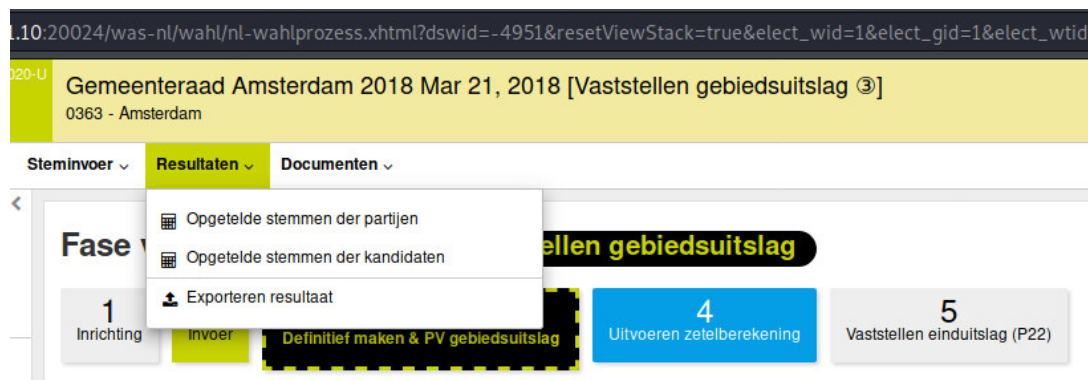 1.10:20024/was-nl/wahl/nl-wahlprozess.xhtml?dswid=-4951&resetViewStack=true&elect_wid=1&elect_gid=1&elect_wtid
020-U
Gemeenteraad Amsterdam 2018 Mar 21, 2018 [Vaststellen gebiedsuitslag ③]
0363 - Amsterdam
Steminvoer Resultaten Documenten
Opgetelde stemmen der partijen
Opgetelde stemmen der kandidaten
Exporteren resultaat
Fase
ellen gebiedsuitslag
1
Inrichting
Invoer
Definitief maken & PV gebiedsuitslag
4
Uitvoeren zetelberekening
5
Vaststellen einduitslag (P22)